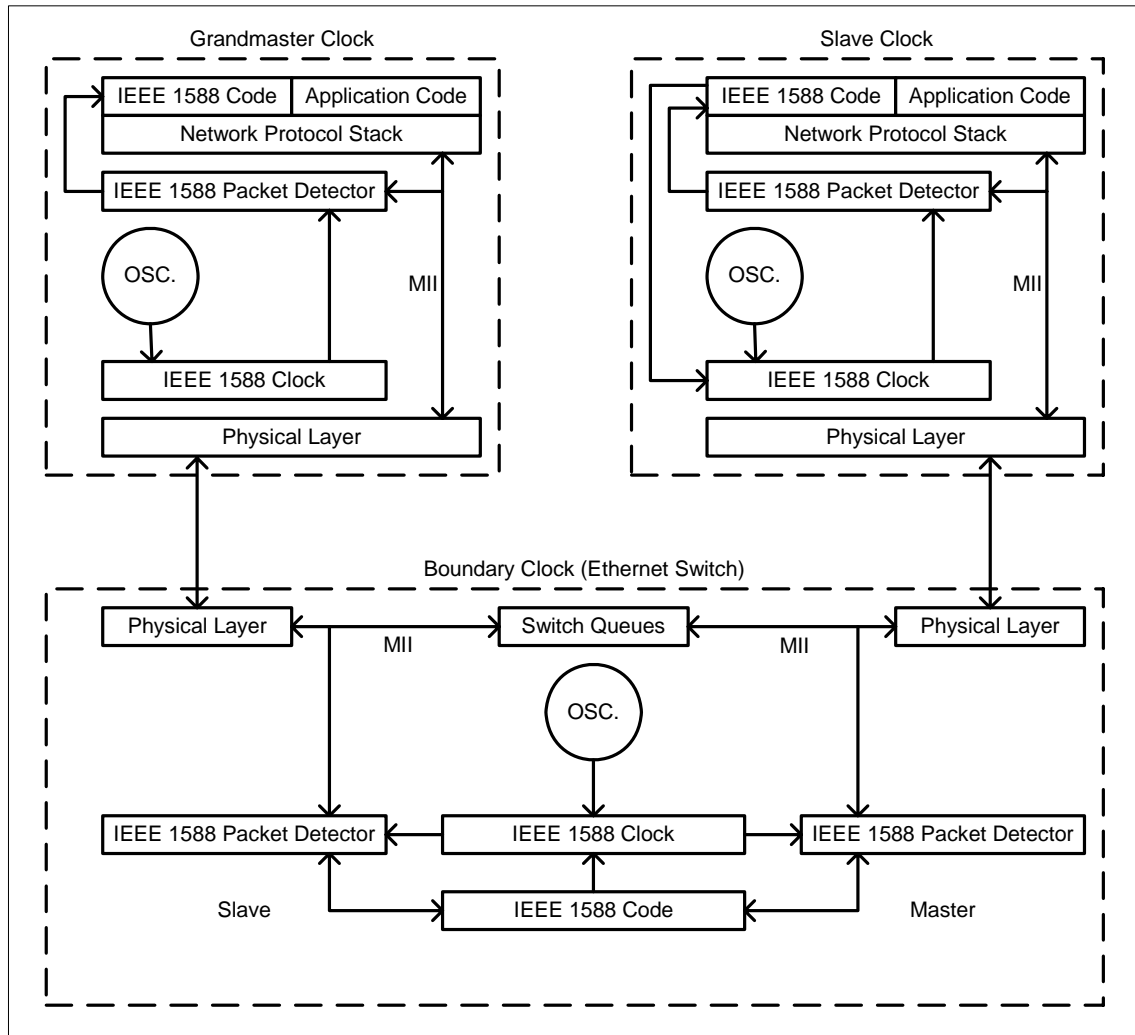 Grandmaster Clock
IEEE 1588 Code
Application Code
Network Protocol Stack
IEEE 1588 Packet Detector
OSC.
MII
IEEE 1588 Clock
Physical Layer
Slave Clock
IEEE 1588 Code
Application Code
Network Protocol Stack
IEEE 1588 Packet Detector
OSC.
MII
IEEE 1588 Clock
Physical Layer
Boundary Clock (Ethernet Switch)
Physical Layer
Switch Queues
Physical Layer
MII
MII
OSC.
IEEE 1588 Packet Detector
IEEE 1588 Clock
IEEE 1588 Packet Detector
Slave
IEEE 1588 Code
Master